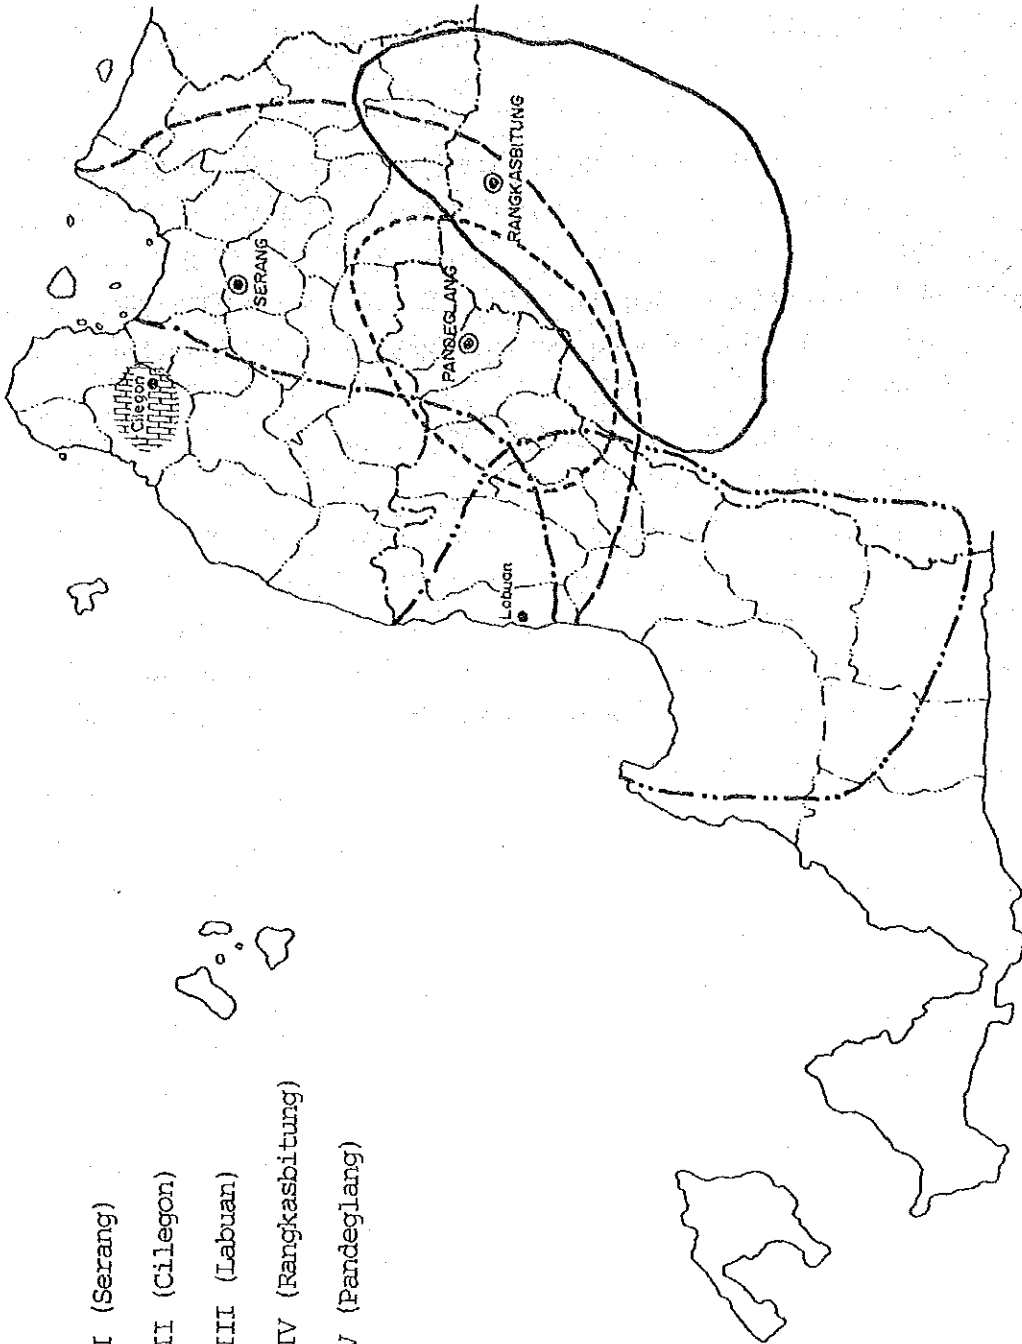 I (Serang)
II (Cilegon)
III (Labuan)
IV (Rangkasbitung)
V (Pandeglang)
Cilegon
SERANG
PANDEGLANG
RANGKASBITUNG
Labuan